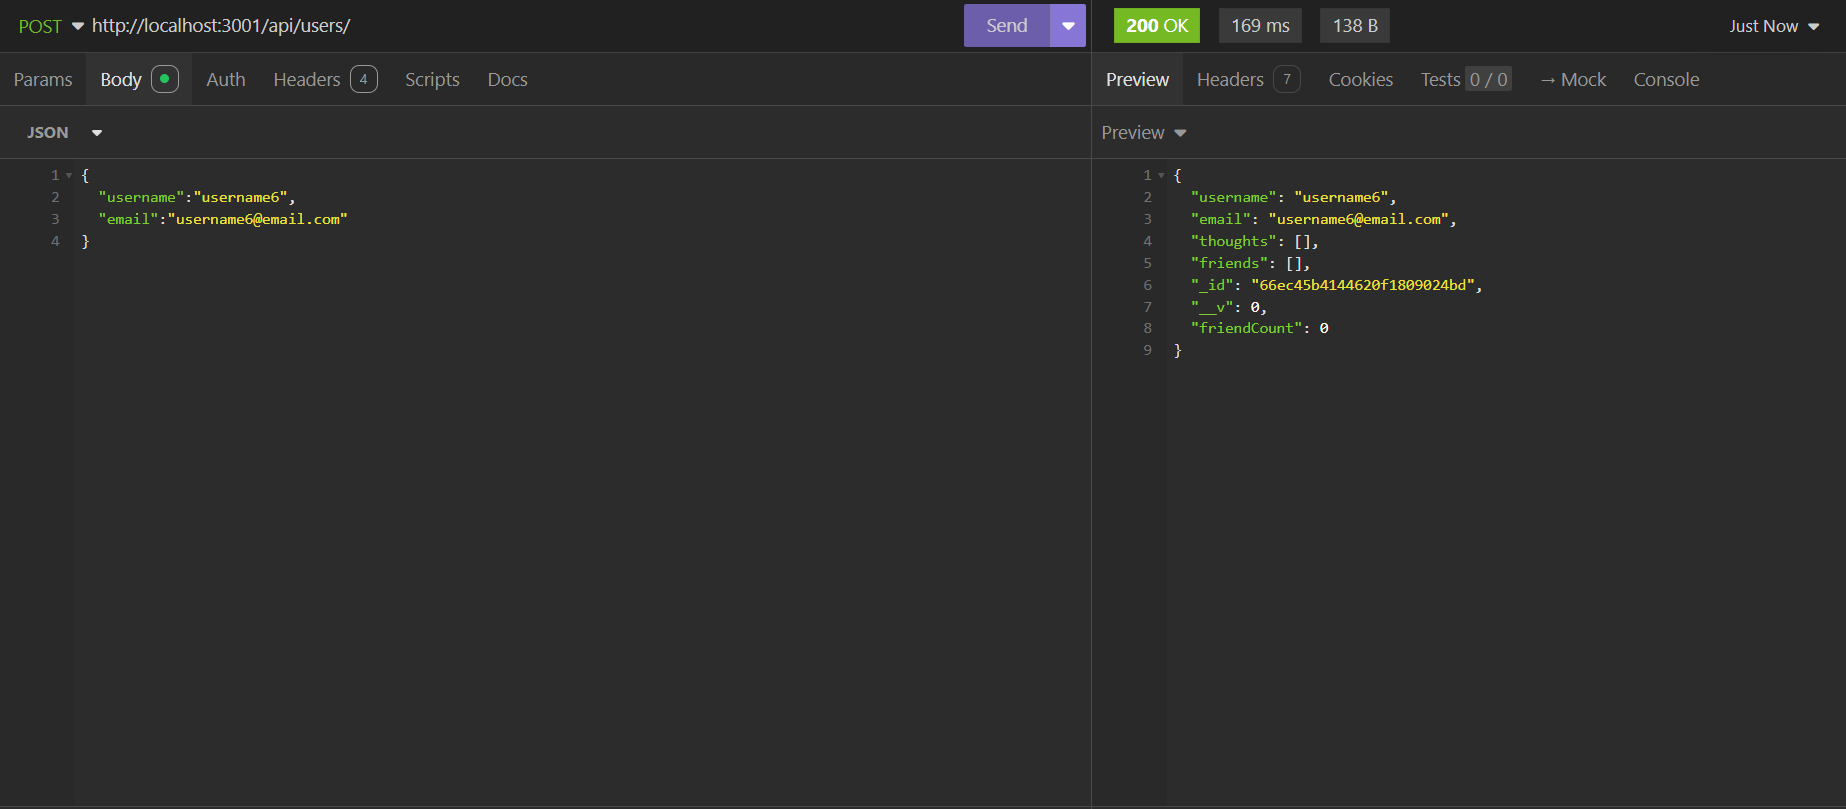 POST http://localhost:3001/api/users/ Send
Params Body Auth Headers 4 Scripts Docs
JSON
1 {
2 "username":"username6",
3 "email":"username6@email.com"
4 }
200 OK 169 ms 138 B Just Now
Preview Headers 7 Cookies Tests 0 / 0 → Mock Console
Preview
1 {
2 "username": "username6",
3 "email": "username6@email.com",
4 "thoughts": [],
5 "friends": [],
6 "_id": "66ec45b4144620f1809024bd",
7 "__v": 0,
8 "friendCount": 0
9 }